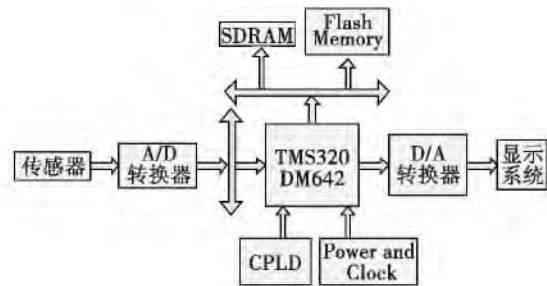 SDRAM
Flash
Memory
传感器
A/D
转换器
TMS320
DM642
D/A
转换器
显示
系统
CPLD
Power and
Clock